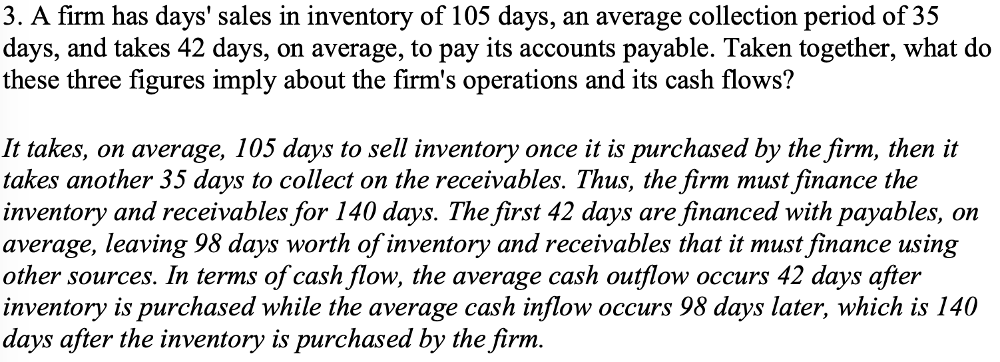 3. A firm has days' sales in inventory of 105 days, an average collection period of 35
days, and takes 42 days, on average, to pay its accounts payable. Taken together, what do
these three figures imply about the firm's operations and its cash flows?
It takes, on average, 105 days to sell inventory once it is purchased by the firm, then it
takes another 35 days to collect on the receivables. Thus, the firm must finance the
inventory and receivables for 140 days. The first 42 days are financed with payables, on
average, leaving 98 days worth of inventory and receivables that it must finance using
other sources. In terms of cash flow, the average cash outflow occurs 42 days after
inventory is purchased while the average cash inflow occurs 98 days later, which is 140
days after the inventory is purchased by the firm.